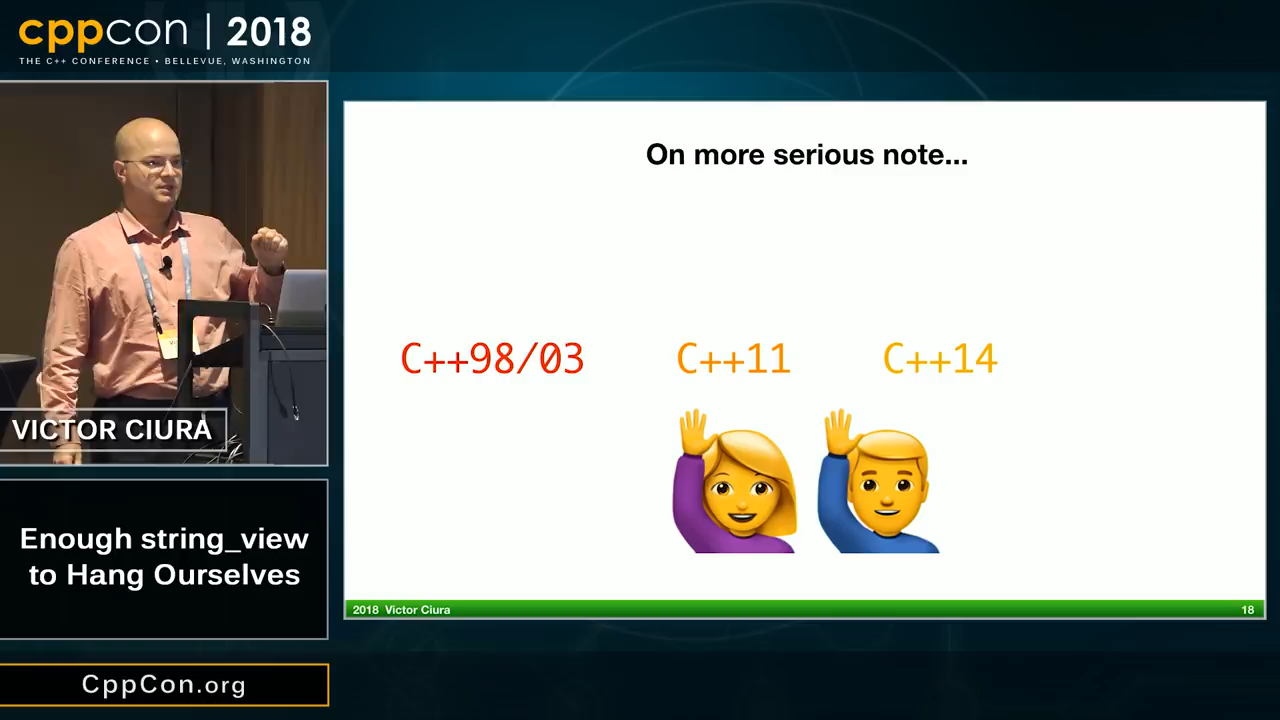 cppcon | 2018
THE C++ CONFERENCE • BELLEVUE, WASHINGTON
On more serious note...
C++98/03 C++11 C++14
VICTOR CIURA
Enough string_view
to Hang Ourselves
2018 Victor Ciura 18
CppCon.org